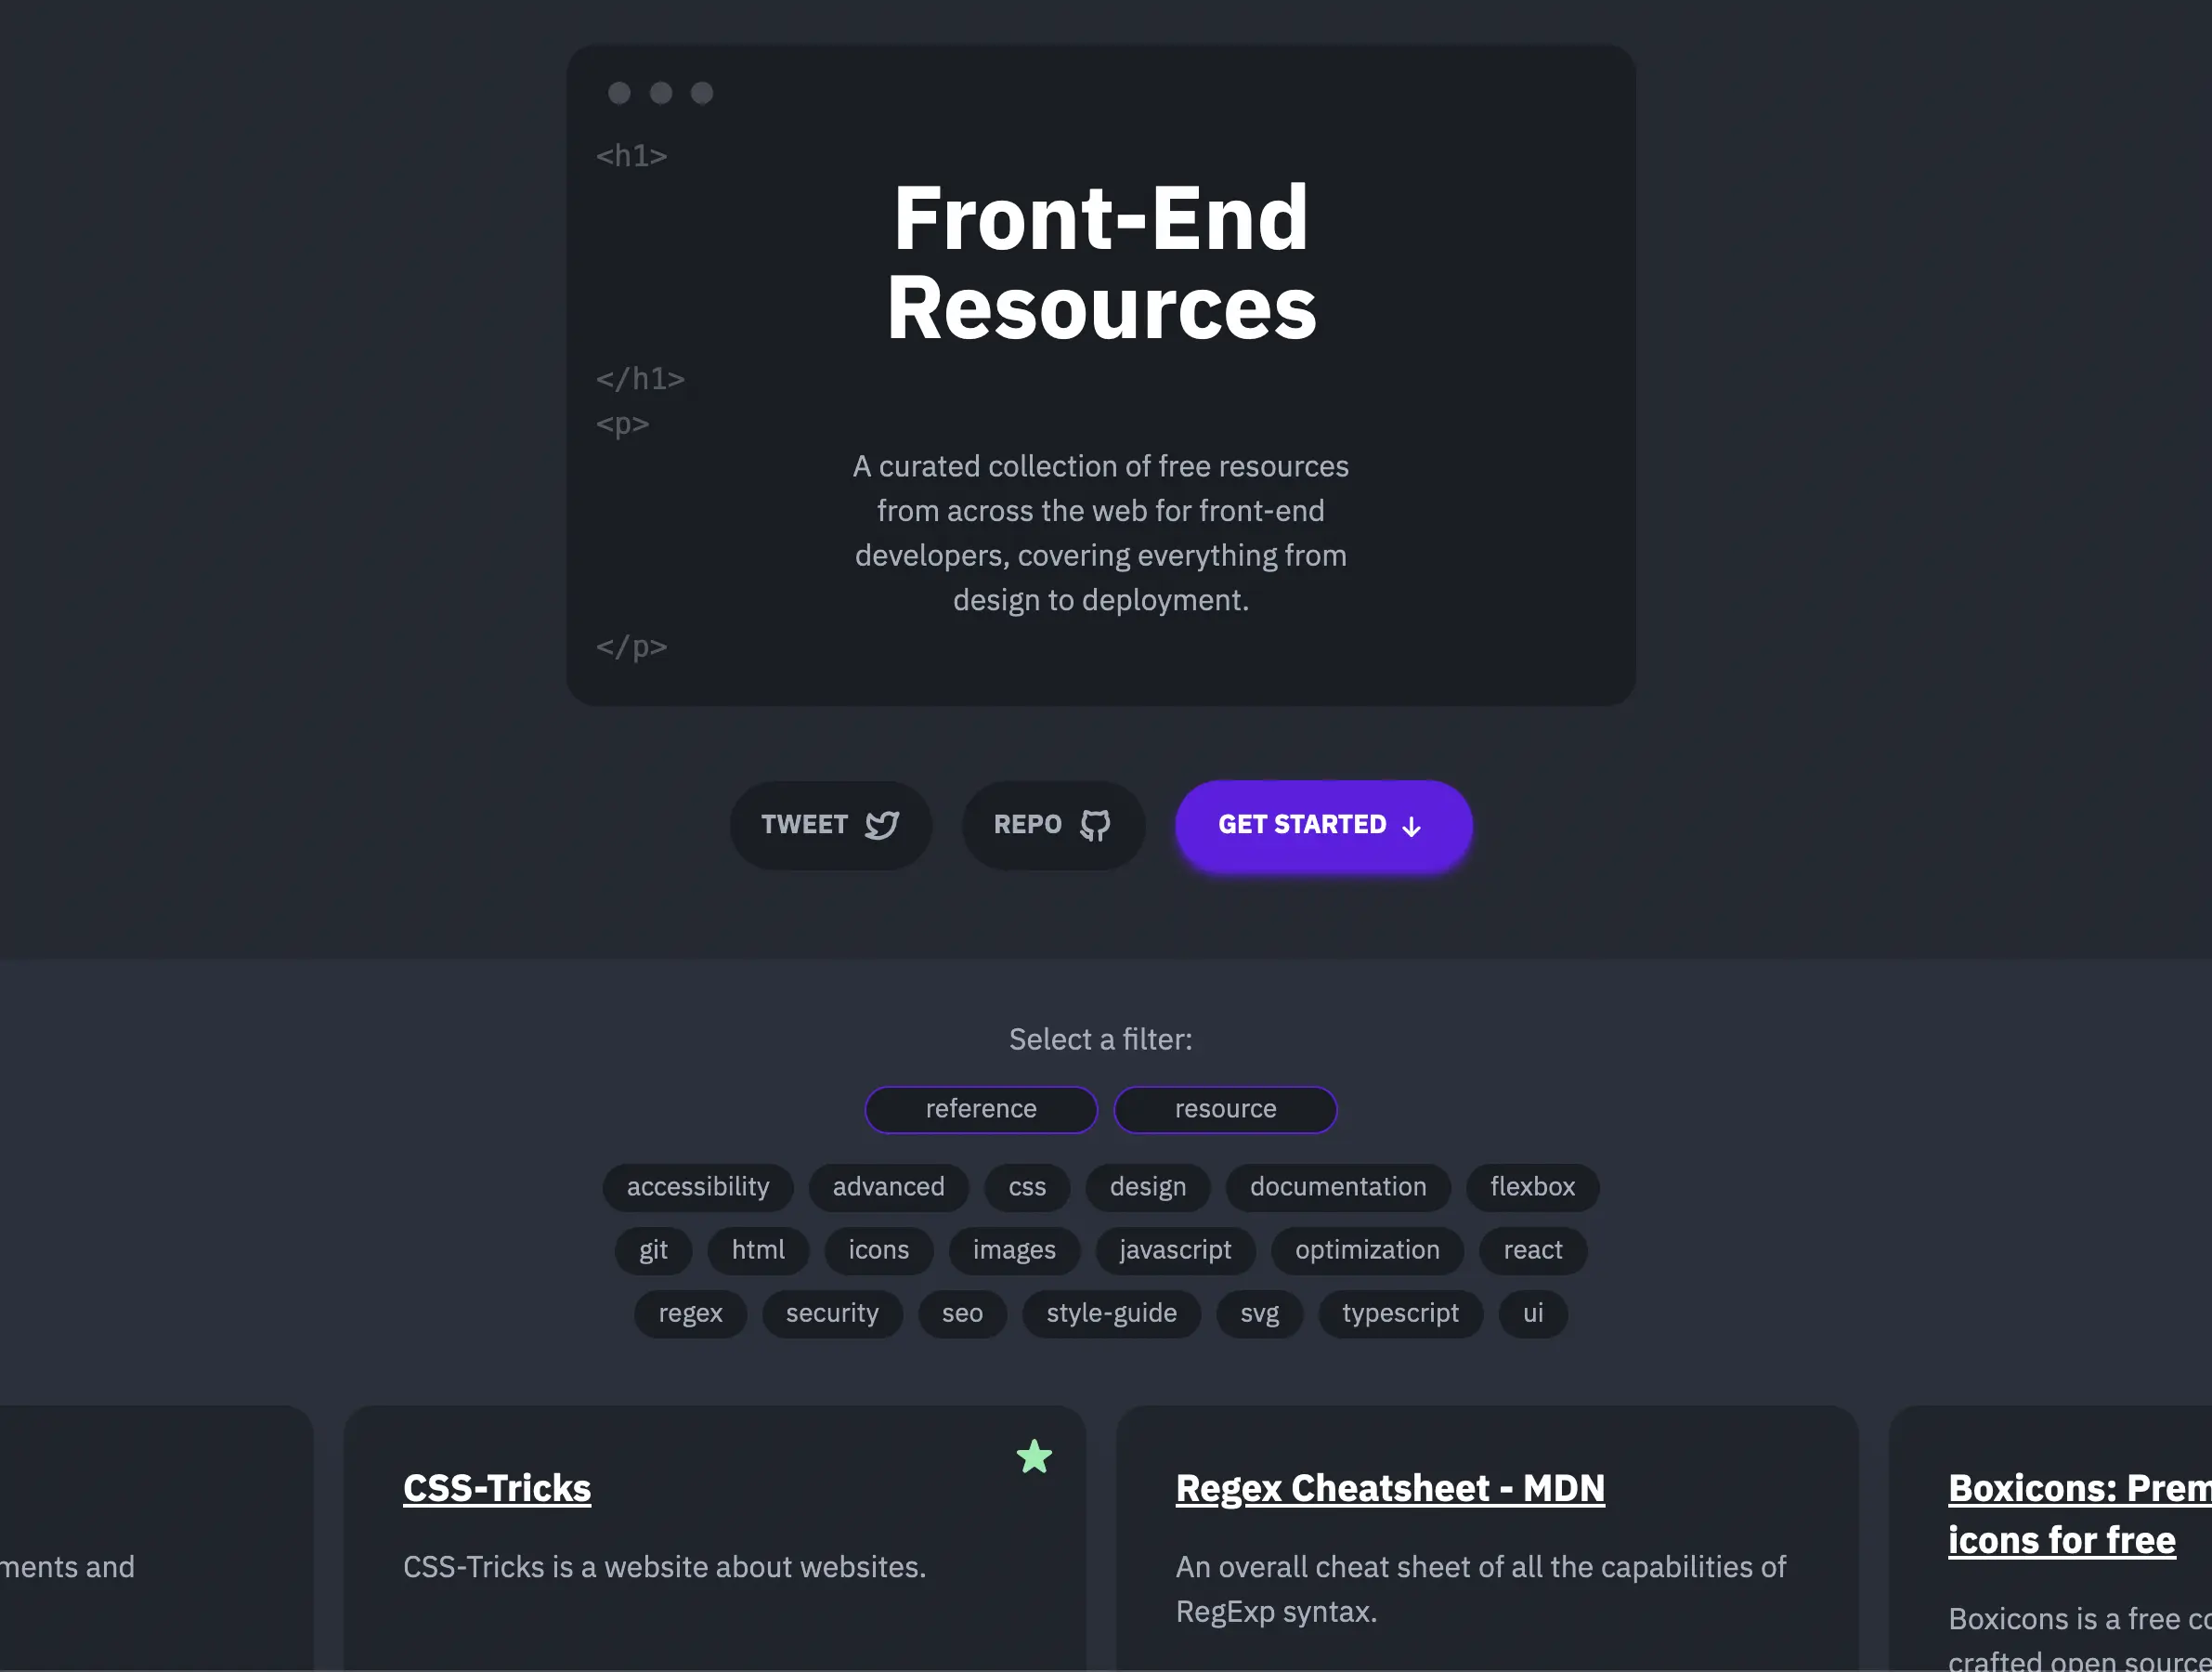 <h1>
Front-End
Resources
</h1>
<p>
A curated collection of free resources
from across the web for front-end
developers, covering everything from
design to deployment.
</p>
TWEET
REPO
GET STARTED
Select a filter:
reference resource
accessibility advanced css design documentation flexbox
git html icons images javascript optimization react
regex security seo style-guide svg typescript ui
and
CSS-Tricks
CSS-Tricks is a website about websites.
Regex Cheatsheet - MDN
An overall cheat sheet of all the capabilities of
RegExp syntax.
Boxicons:
icons for free
Boxicons is a free
crafted open source